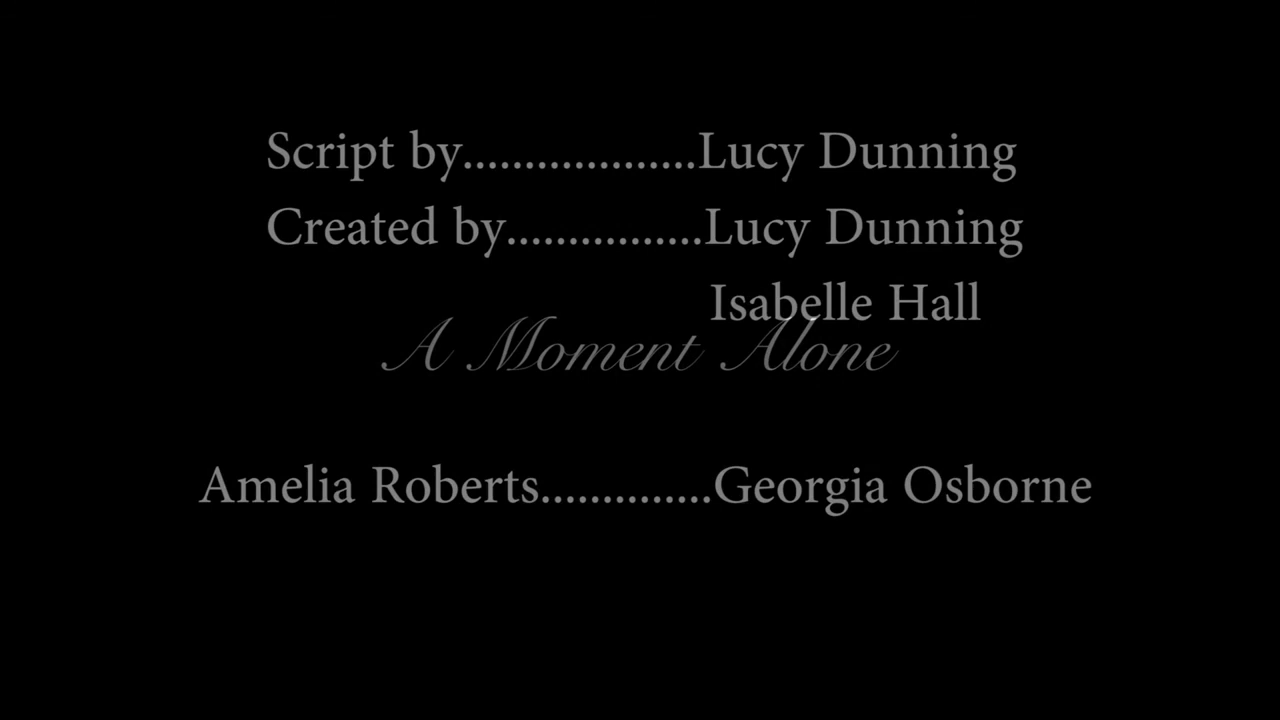 Script by...................Lucy Dunning
Created by................Lucy Dunning
Isabelle Hall
A Moment Alone
Amelia Roberts..............Georgia Osborne